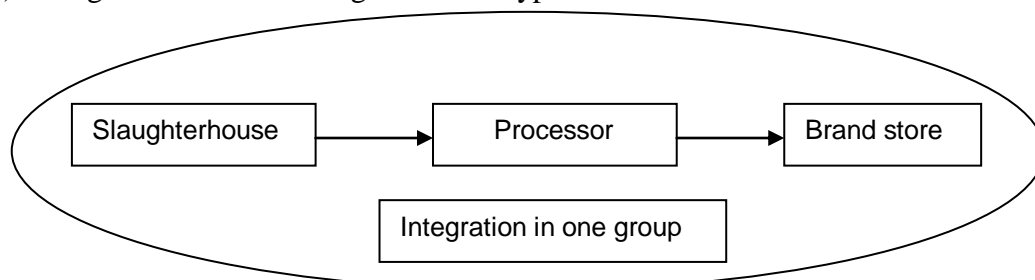 Slaughterhouse
Processor
Brand store
Integration in one group